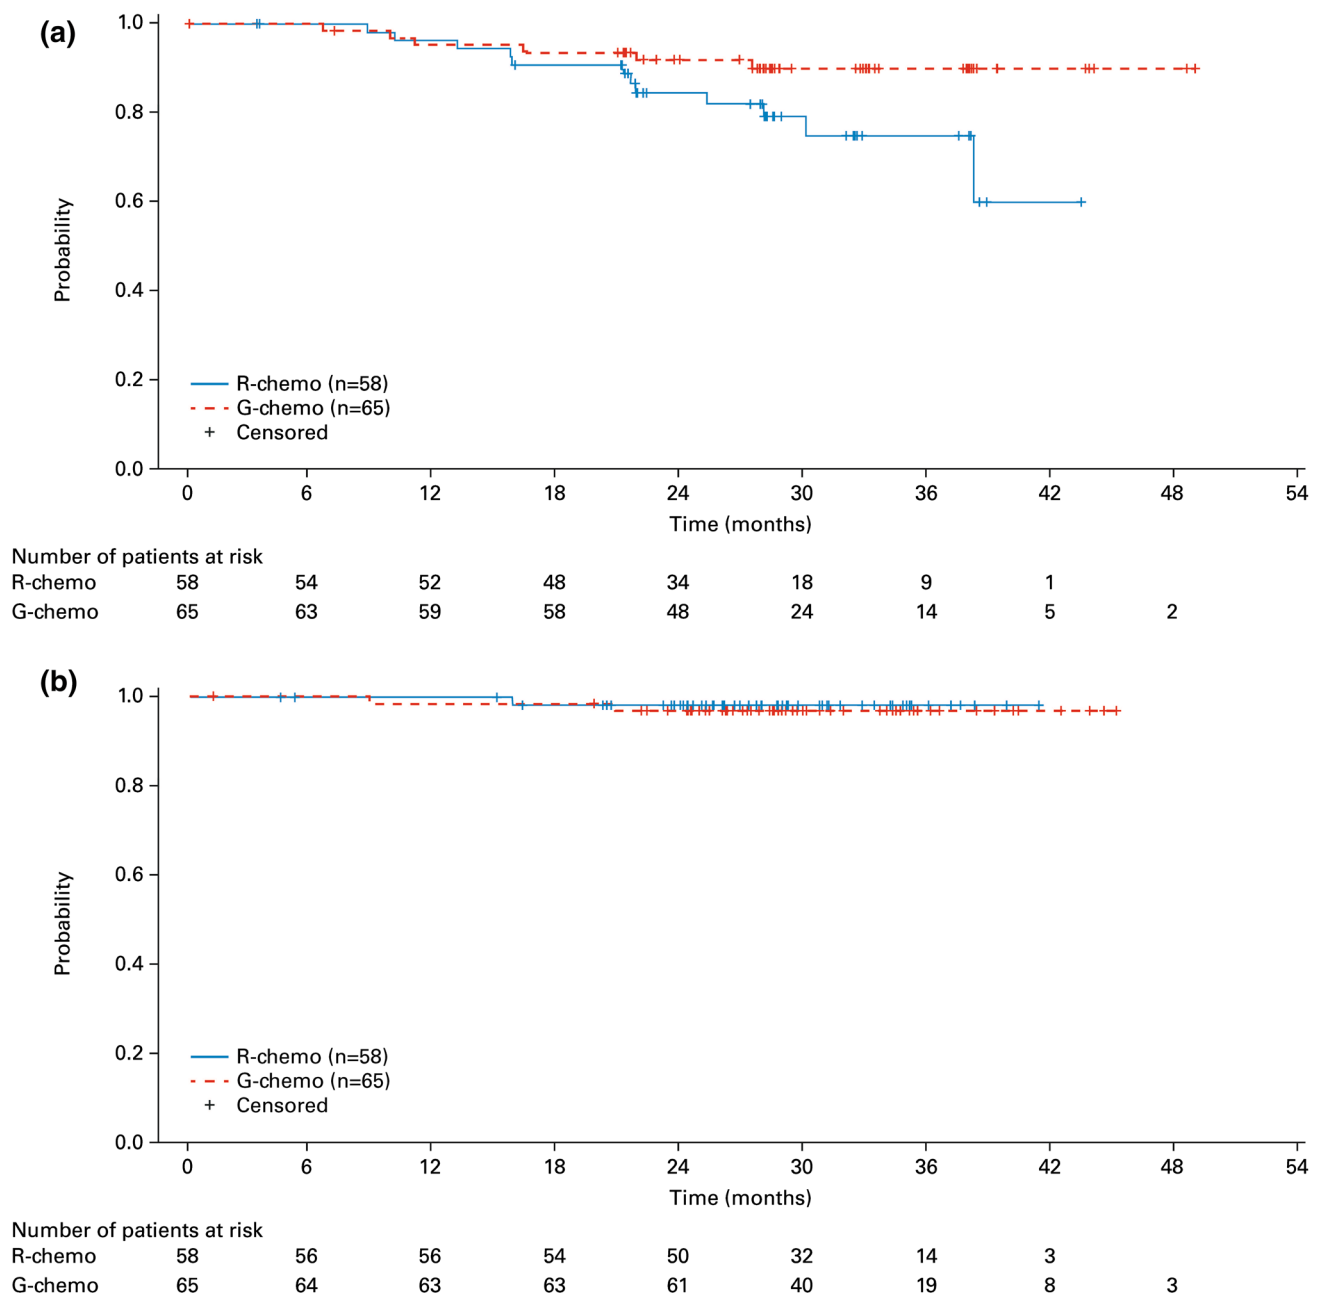 (a)
1.0
0.8
0.6
0.4
0.2
0.0
Probability
R-chemo (n=58)
G-chemo (n=65)
Censored
0 6 12 18 24 30 36 42 48 54
Time (months)
Number of patients at risk
R-chemo 58 54 52 48 34 18 9 1
G-chemo 65 63 59 58 48 24 14 5 2
(b)
1.0
0.8
0.6
0.4
0.2
0.0
Probability
R-chemo (n=58)
G-chemo (n=65)
Censored
0 6 12 18 24 30 36 42 48 54
Time (months)
Number of patients at risk
R-chemo 58 56 56 54 50 32 14 3
G-chemo 65 64 63 63 61 40 19 8 3